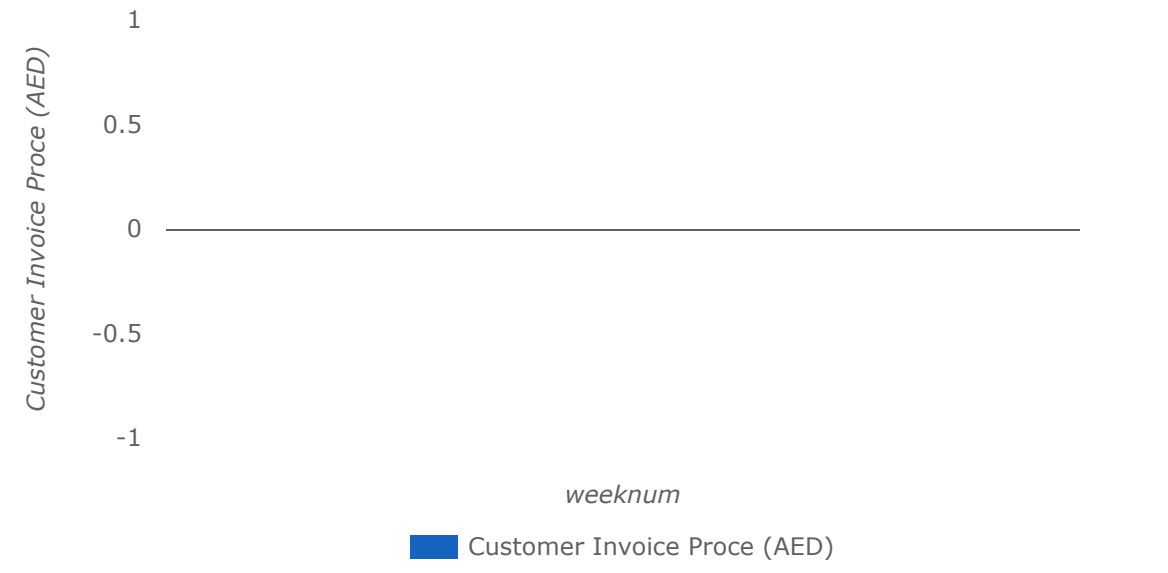 Customer Invoice Proce (AED)
1
0.5
0
-0.5
-1
weeknum
Customer Invoice Proce (AED)